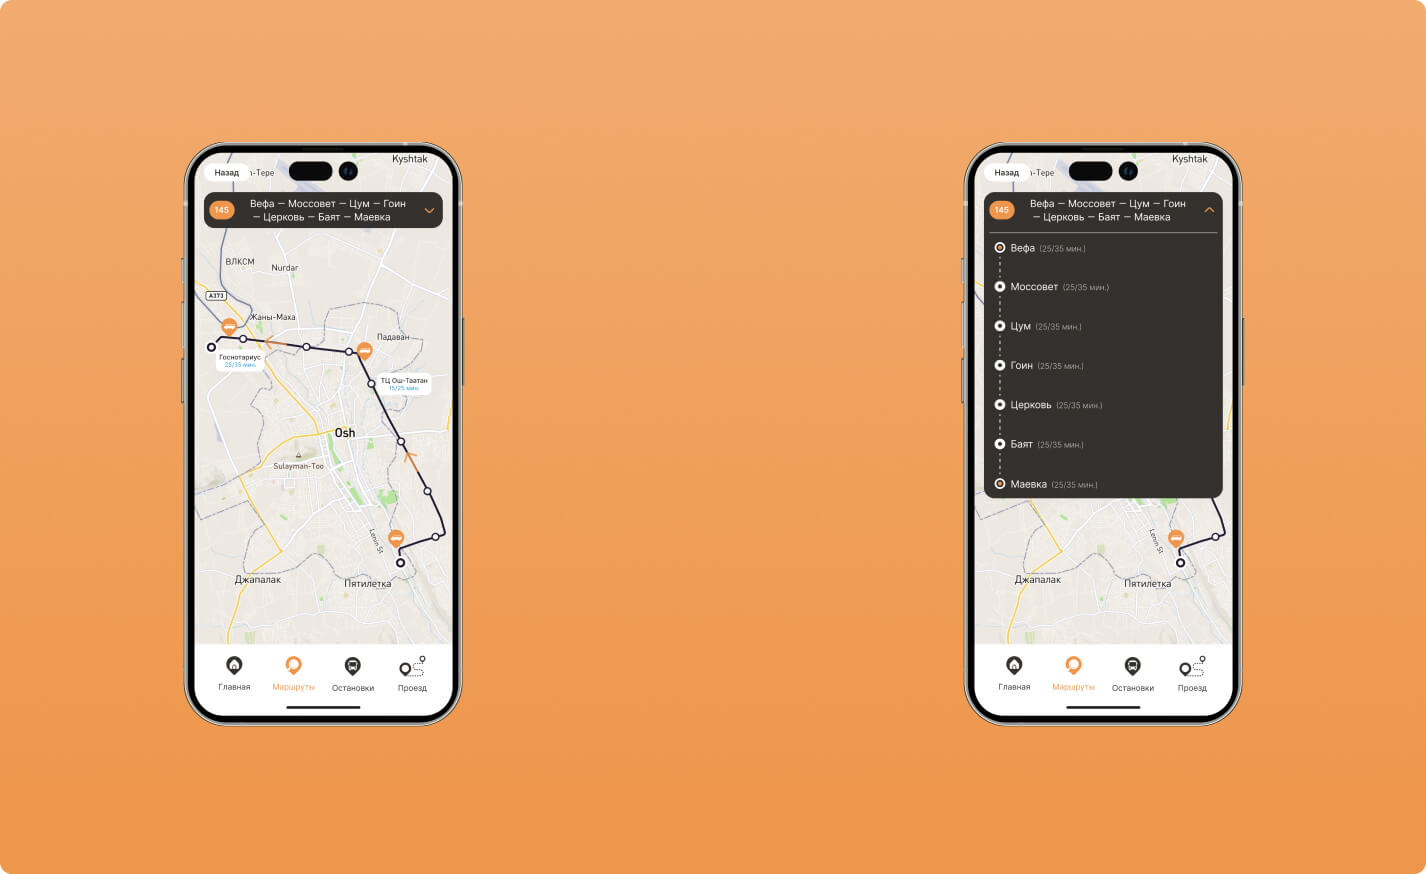 Kyshtak
Назад
н-Тере
145
Вефа — Моссовет — Цум — Гоин
— Церковь — Баят — Маевка
ВЛКСМ
Nurdar
A373
Жаны-Маха
Падаван
Госнотариус
25/35 мин.
ТЦ Ош-Таатан
15/25 мин
Osh
Sulayman-Too
Lenin St
Джапалак
Пятилетка
Главная
Маршруты
Остановки
Проезд
Kyshtak
Назад
н-Тере
145
Вефа — Моссовет — Цум — Гоин
— Церковь — Баят — Маевка
Вефа (25/35 мин.)
Моссовет (25/35 мин.)
Цум (25/35 мин.)
Гоин (25/35 мин.)
Церковь (25/35 мин.)
Баят (25/35 мин.)
Маевка (25/35 мин.)
Lenin St
Джапалак
Пятилетка
Главная
Маршруты
Остановки
Проезд